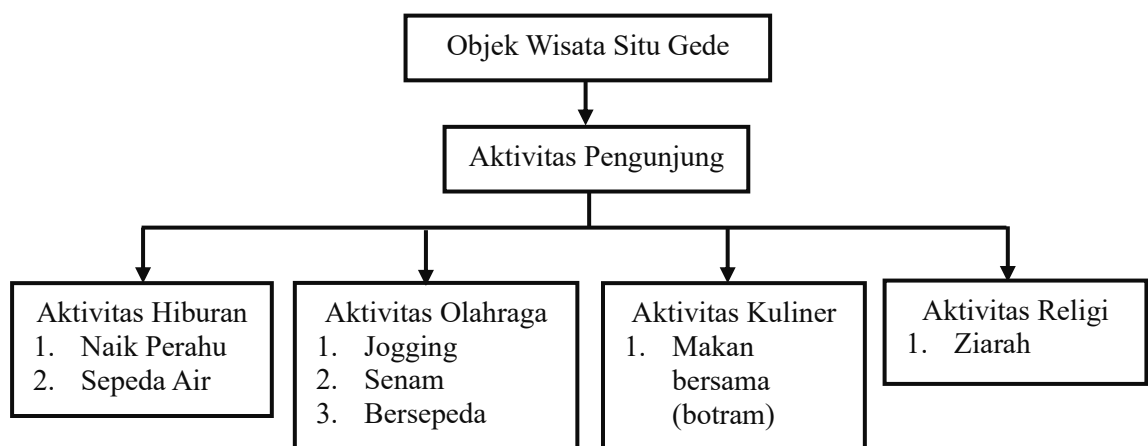 Objek Wisata Situ Gede
Aktivitas Pengunjung
Aktivitas Hiburan
1. Naik Perahu
2. Sepeda Air
Aktivitas Olahraga
1. Jogging
2. Senam
3. Bersepeda
Aktivitas Kuliner
1. Makan
bersama
(botram)
Aktivitas Religi
1. Ziarah